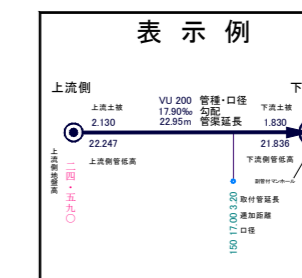 表示例
上流側
下
上流土被
VU 200 管種・口径
下流土被
2.130
17.90‰ 勾配
1.830
22.95m 管渠延長
22.247
21.836
上流側管低高
下流側管低高
上流側地盤高
二四・五九〇
副管付マンホール
3.20 取付管延長
17.00 追加距離
150 口径